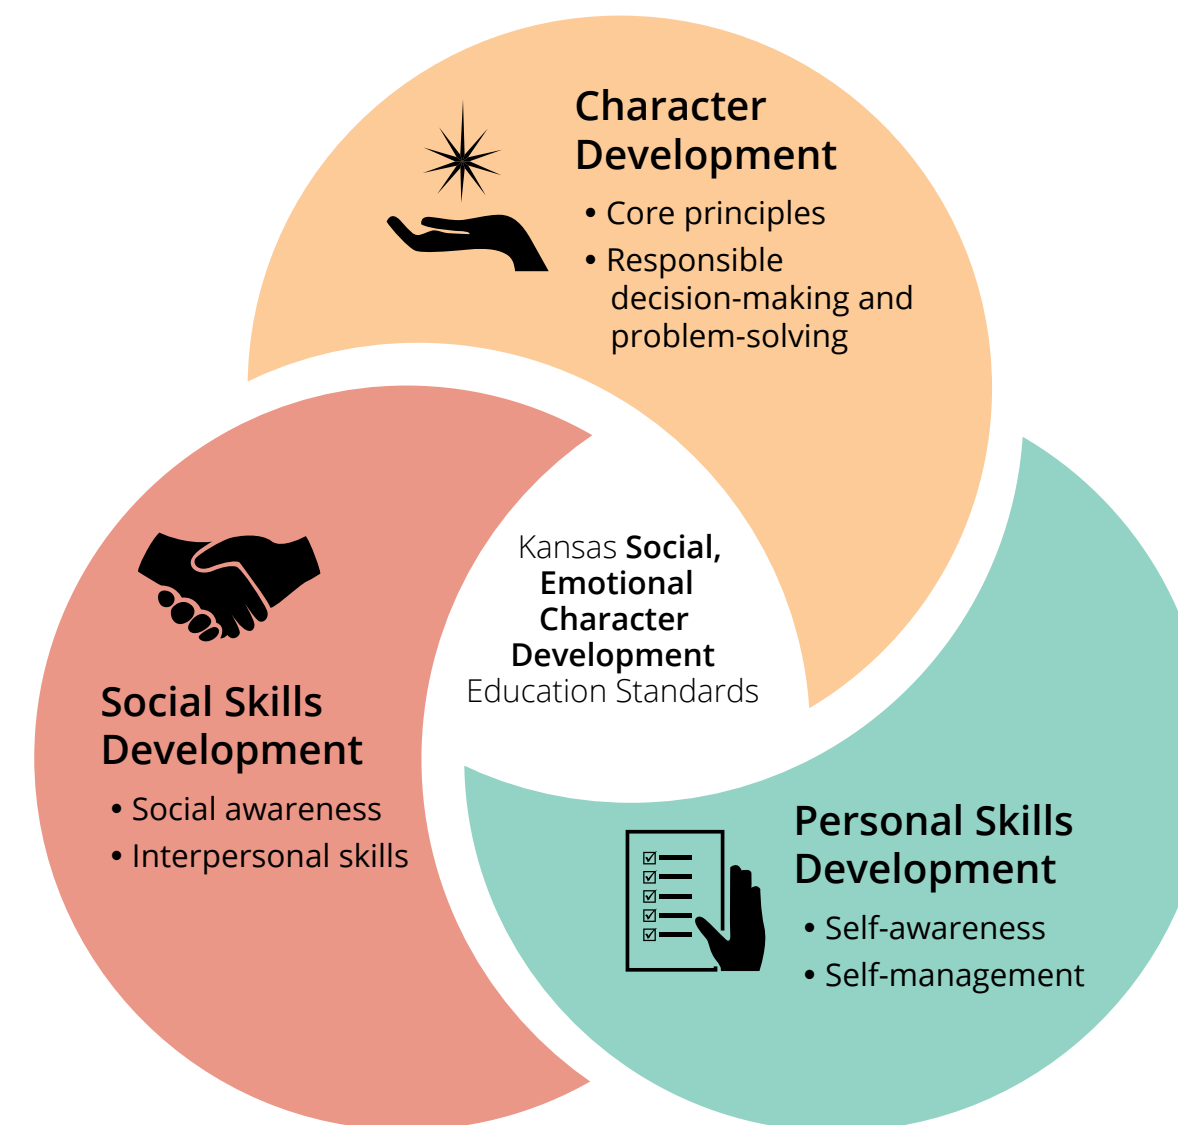 Character
Development
• Core principles
• Responsible
decision-making and
problem-solving
Kansas Social,
Emotional
Character
Development
Education Standards
Social Skills
Development
• Social awareness
• Interpersonal skills
Personal Skills
Development
• Self-awareness
• Self-management